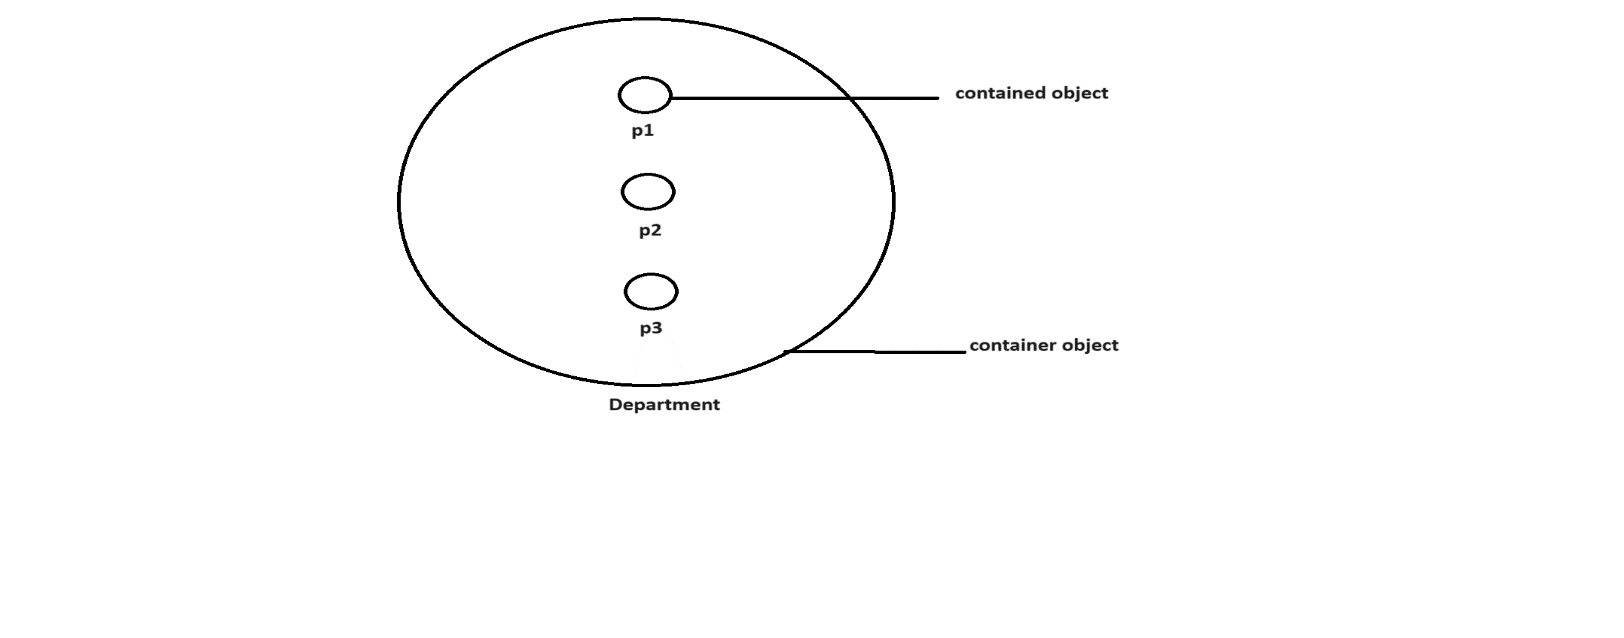 contained object
p1
p2
p3
container object
Department